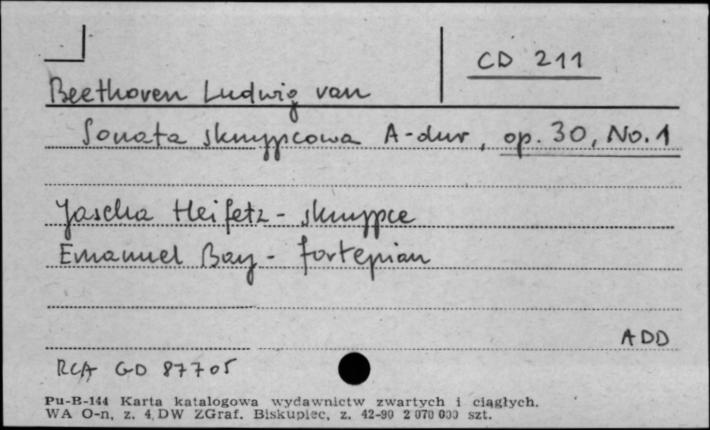 CD 211
Beethoven Ludwig van
Sonata skrzypcowa A-dur, op. 30, No. 1
Jascha Heifetz - skrzypce
Emanuel Bay - fortepian
ADD
RCA GD 87705
Pu-B-144 Karta katalogowa wydawnictw zwartych i ciągłych.
WA O-n, z. 4 DW ZGraf. Biskupiec, z. 42-90 2 070 000 szt.